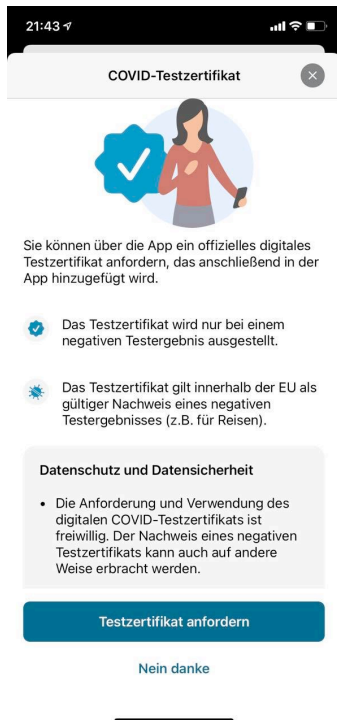 21:43
COVID-Testzertifikat
Sie können über die App ein offizielles digitales
Testzertifikat anfordern, das anschließend in der
App hinzugefügt wird.
Das Testzertifikat wird nur bei einem
negativen Testergebnis ausgestellt.
Das Testzertifikat gilt innerhalb der EU als
gültiger Nachweis eines negativen
Testergebnisses (z.B. für Reisen).
Datenschutz und Datensicherheit
• Die Anforderung und Verwendung des
digitalen COVID-Testzertifikats ist
freiwillig. Der Nachweis eines negativen
Testzertifikats kann auch auf andere
Weise erbracht werden.
Testzertifikat anfordern
Nein danke